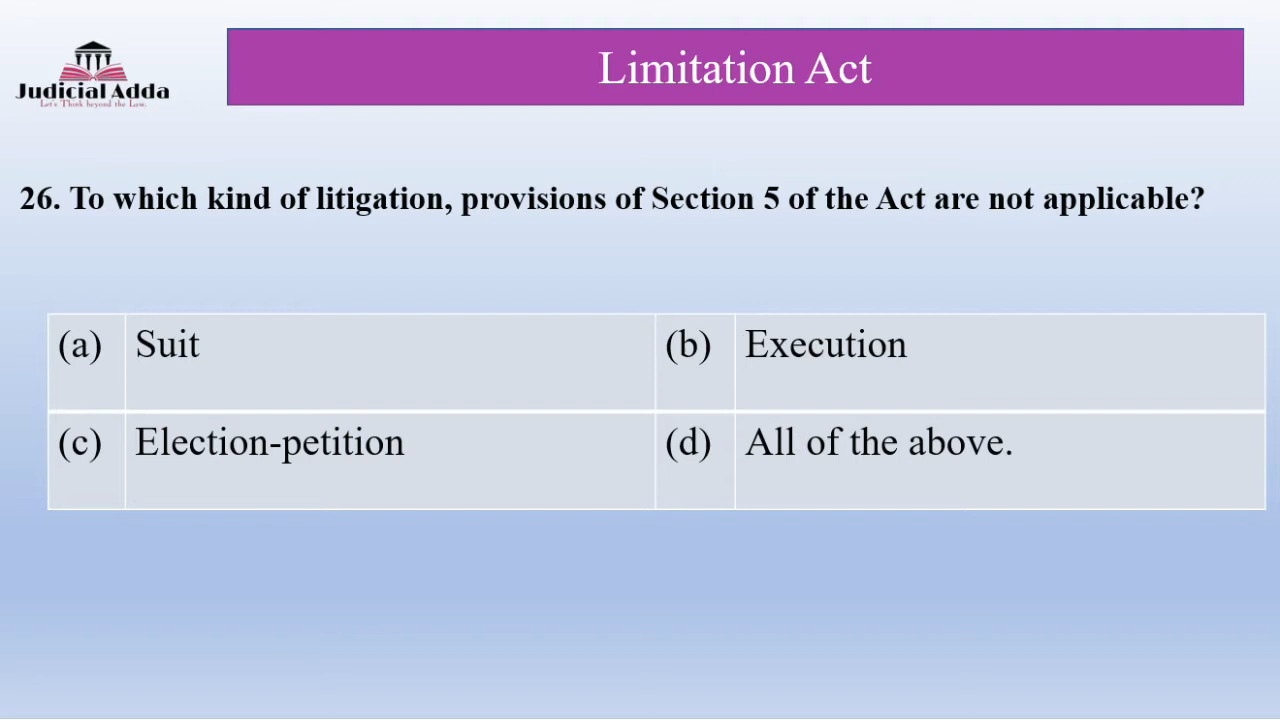 Judicial Adda
Let's Think beyond the Law.
Limitation Act
26. To which kind of litigation, provisions of Section 5 of the Act are not applicable?
(a) Suit (b) Execution
(c) Election-petition (d) All of the above.